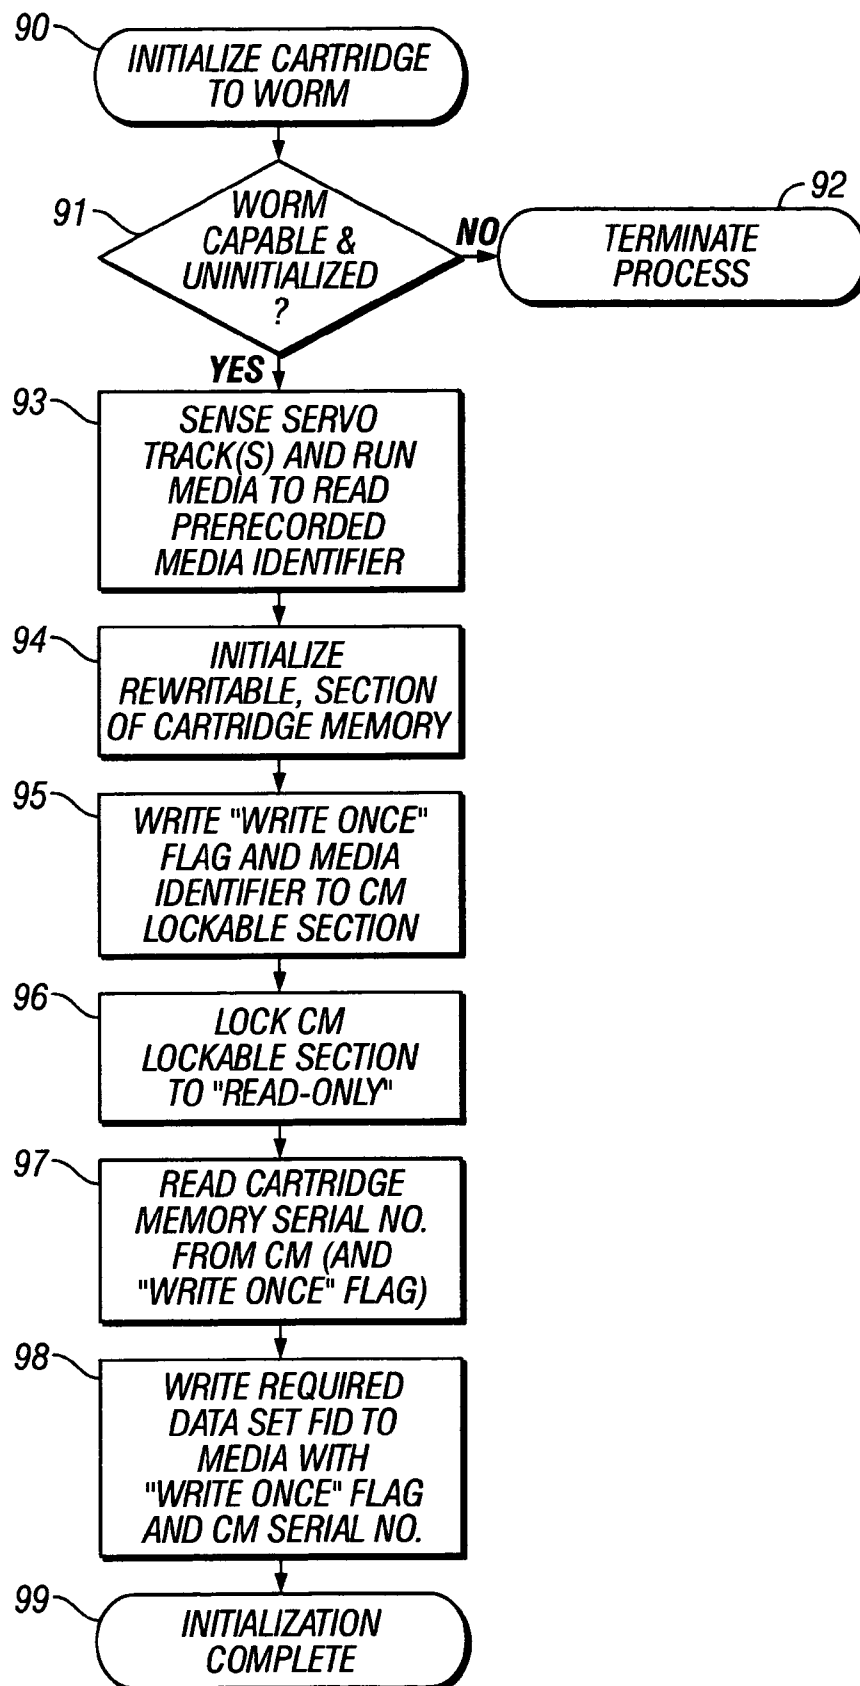 90
INITIALIZE CARTRIDGE
TO WORM
91
WORM
CAPABLE &
UNINITIALIZED
?
NO
92
TERMINATE
PROCESS
YES
93
SENSE SERVO
TRACK(S) AND RUN
MEDIA TO READ
PRERECORDED
MEDIA IDENTIFIER
94
INITIALIZE
REWRITABLE, SECTION
OF CARTRIDGE MEMORY
95
WRITE "WRITE ONCE"
FLAG AND MEDIA
IDENTIFIER TO CM
LOCKABLE SECTION
96
LOCK CM
LOCKABLE SECTION
TO "READ-ONLY"
97
READ CARTRIDGE
MEMORY SERIAL NO.
FROM CM (AND
"WRITE ONCE" FLAG)
98
WRITE REQUIRED
DATA SET FID TO
MEDIA WITH
"WRITE ONCE" FLAG
AND CM SERIAL NO.
99
INITIALIZATION
COMPLETE